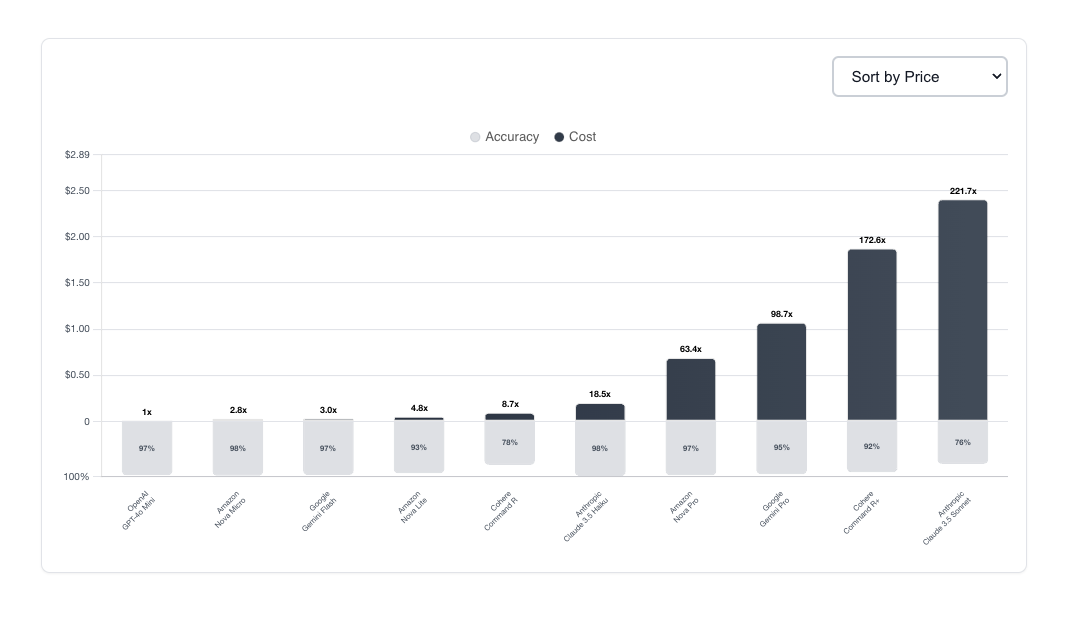 Sort by Price
Accuracy
Cost
$2.89
$2.50
$2.00
$1.50
$1.00
$0.50
0
100%
1x
2.8x
3.0x
4.8x
8.7x
18.5x
63.4x
98.7x
172.6x
221.7x
97%
98%
97%
93%
78%
98%
97%
95%
92%
76%
OpenAI
GPT-4o Mini
Amazon
Nova Micro
Google
Gemini Flash
Amazon
Nova Lite
Cohere
Command R
Anthropic
Claude 3.5 Haiku
Amazon
Nova Pro
Google
Gemini Pro
Cohere
Command R+
Anthropic
Claude 3.5 Sonnet